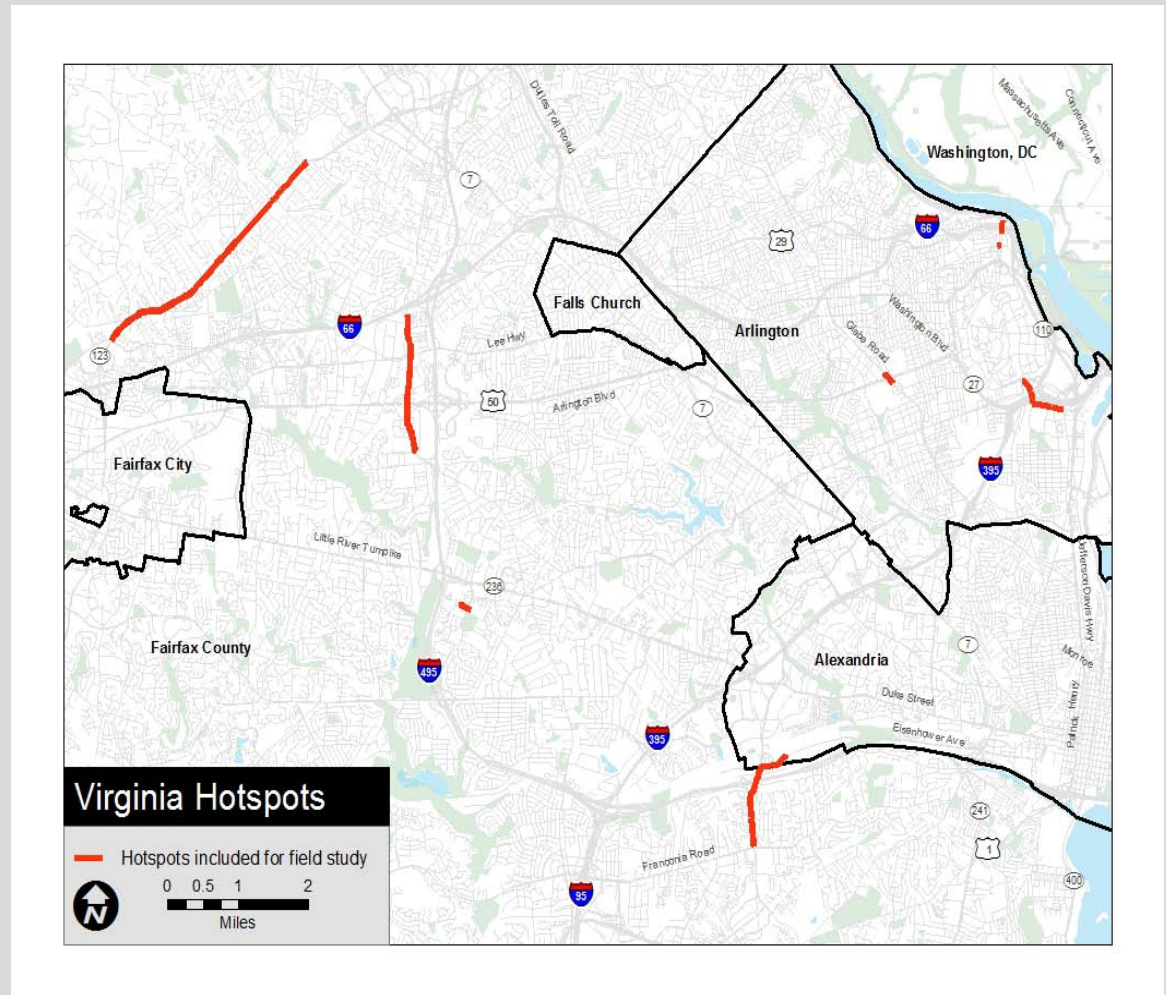 Dulles Toll Road
Massachusetts Ave
Connecticut Ave
Washington, DC
7
66
29
Falls Church
Arlington
66
Lee Hwy
Washington Blvd
Glebe Road
110
123
50
Arlington Blvd
7
27
Fairfax City
395
Little River Turnpike
236
Jefferson Davis Hwy
Fairfax County
495
Alexandria
7
Monroe
Duke Street
Patrick
Henry
Eisenhower Ave
395
241
1
Franconia Road
95
400
Virginia Hotspots
Hotspots included for field study
0 0.5 1 2
Miles
N